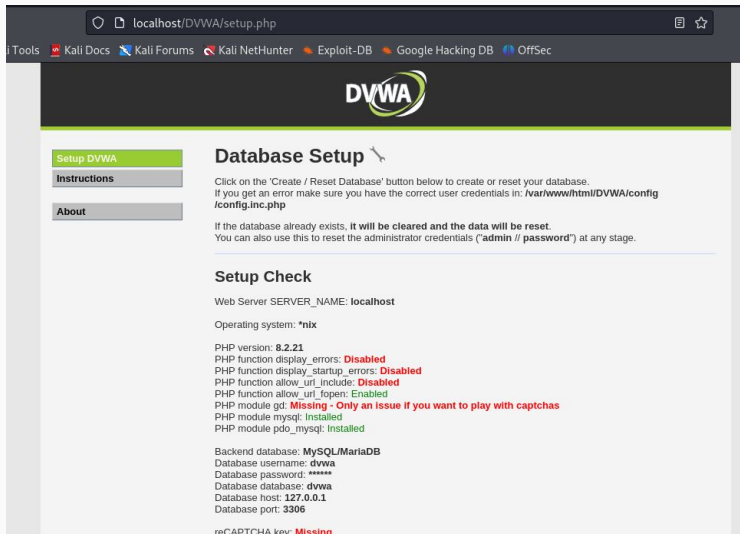 localhost/DVWA/setup.php
i Tools Kali Docs Kali Forums Kali NetHunter Exploit-DB Google Hacking DB OffSec
DVWA
Setup DVWA
Instructions
About
Database Setup
Click on the 'Create / Reset Database' button below to create or reset your database.
If you get an error make sure you have the correct user credentials in: /var/www/html/DVWA/config
/config.inc.php
If the database already exists, it will be cleared and the data will be reset.
You can also use this to reset the administrator credentials ("admin // password") at any stage.
Setup Check
Web Server SERVER_NAME: localhost
Operating system: *nix
PHP version: 8.2.21
PHP function display_errors: Disabled
PHP function display_startup_errors: Disabled
PHP function allow_url_include: Disabled
PHP function allow_url_fopen: Enabled
PHP module gd: Missing - Only an issue if you want to play with captchas
PHP module mysql: Installed
PHP module pdo_mysql: Installed
Backend database: MySQL/MariaDB
Database username: dvwa
Database password: ******
Database database: dvwa
Database host: 127.0.0.1
Database port: 3306
reCAPTCHA key: Missing